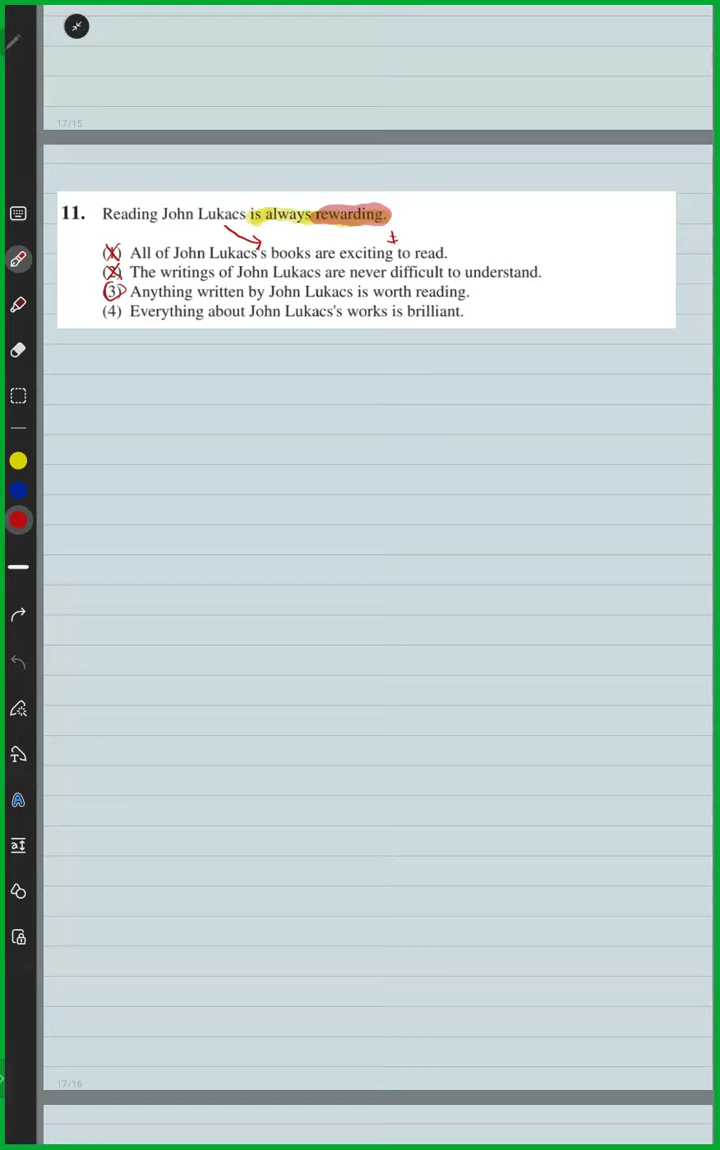 17/15
11. Reading John Lukacs is always rewarding.
≠
(1) All of John Lukacs's books are exciting to read.
(2) The writings of John Lukacs are never difficult to understand.
(3) Anything written by John Lukacs is worth reading.
(4) Everything about John Lukacs's works is brilliant.
17/16